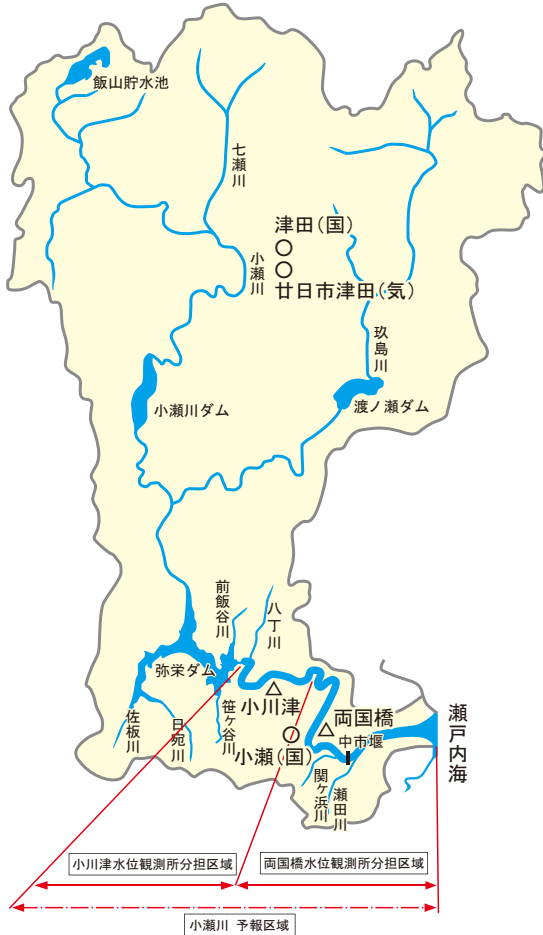 飯山貯水池
七瀬川
津田(国)
小瀬川
廿日市津田(気)
玖島川
小瀬川ダム
渡ノ瀬ダム
前飯谷川
八丁川
弥栄ダム
小川津
両国橋
瀬戸内海
佐坂川
日宛川
笹ヶ谷川
小瀬(国)
中市堰
関ヶ浜川
瀬田川
小川津水位観測所分担区域
両国橋水位観測所分担区域
小瀬川 予報区域